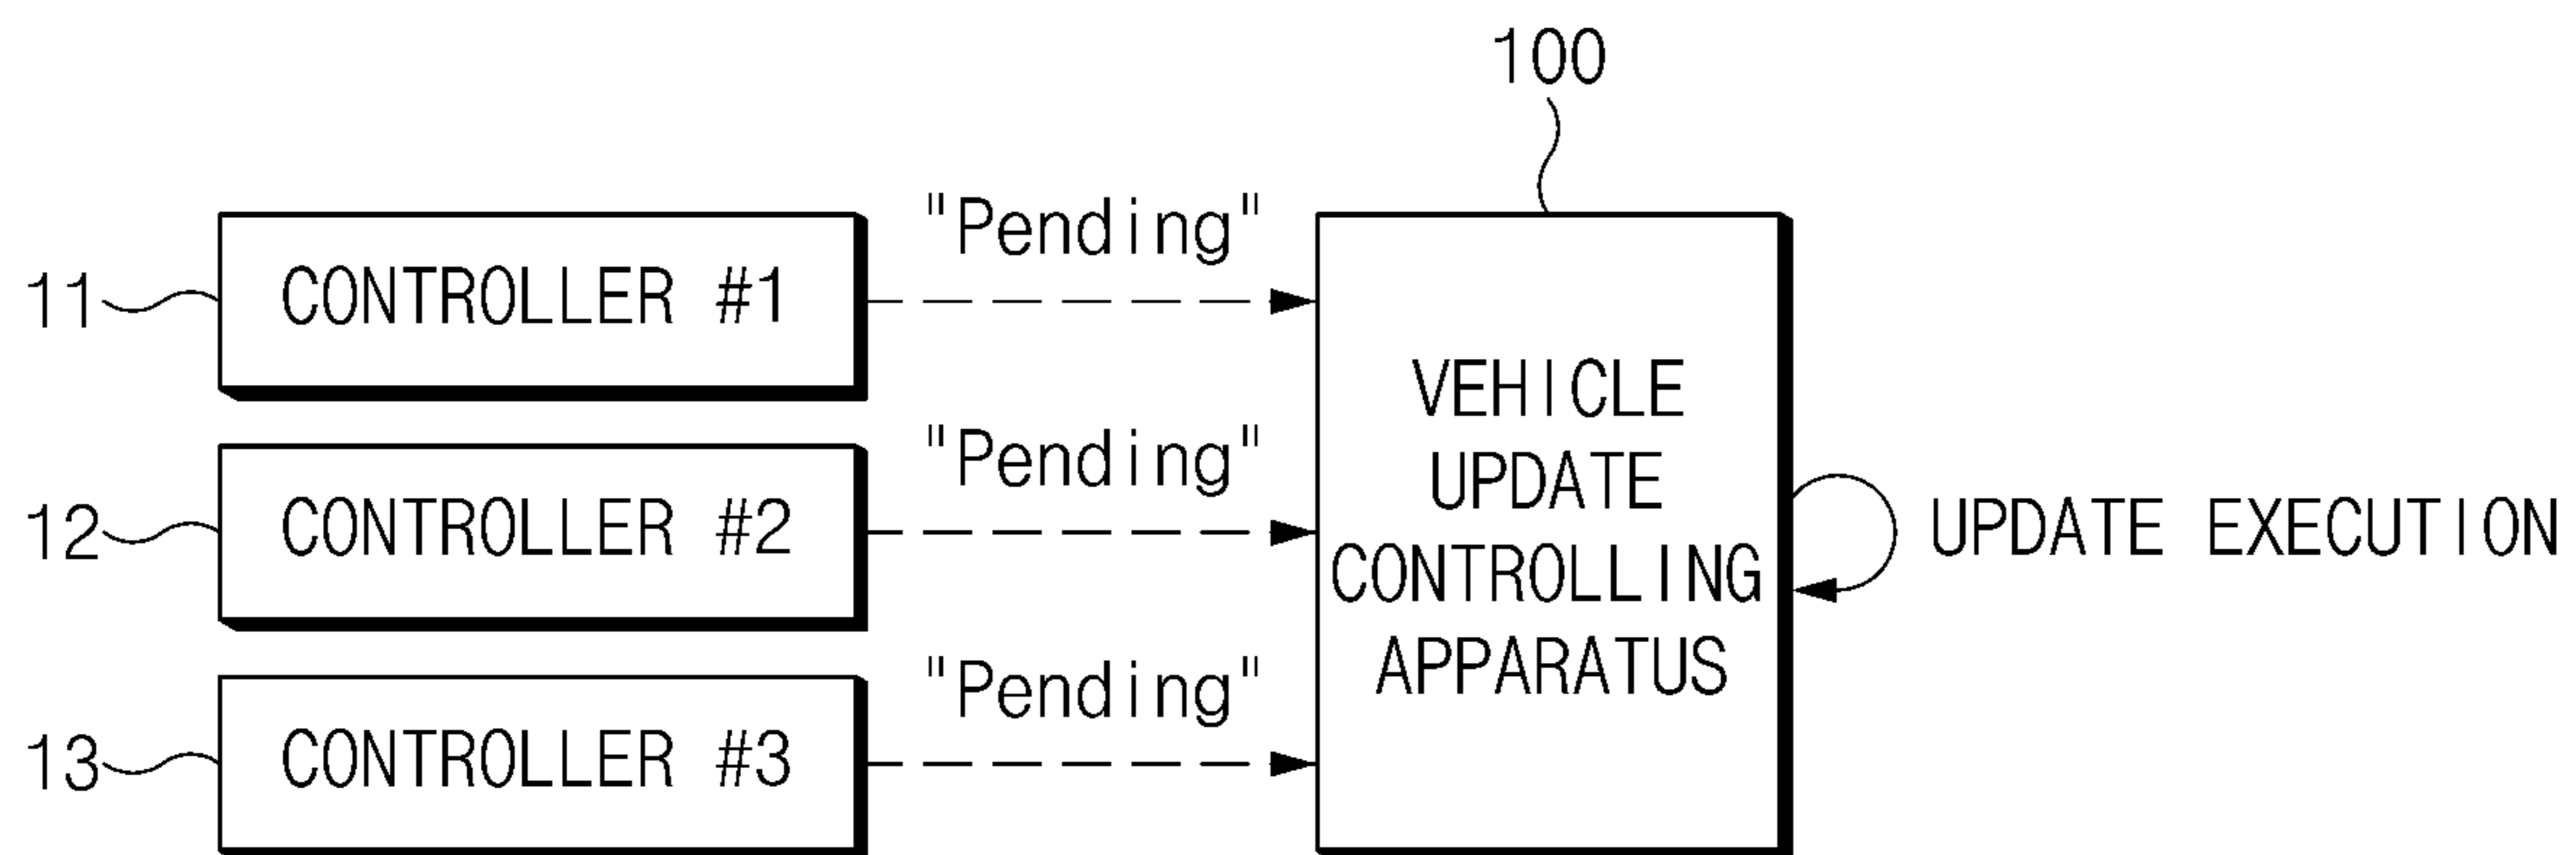 100
"Pending"
11 CONTROLLER #1
"Pending"
12 CONTROLLER #2
"Pending"
13 CONTROLLER #3
VEHICLE
UPDATE
CONTROLLING
APPARATUS
UPDATE EXECUTION